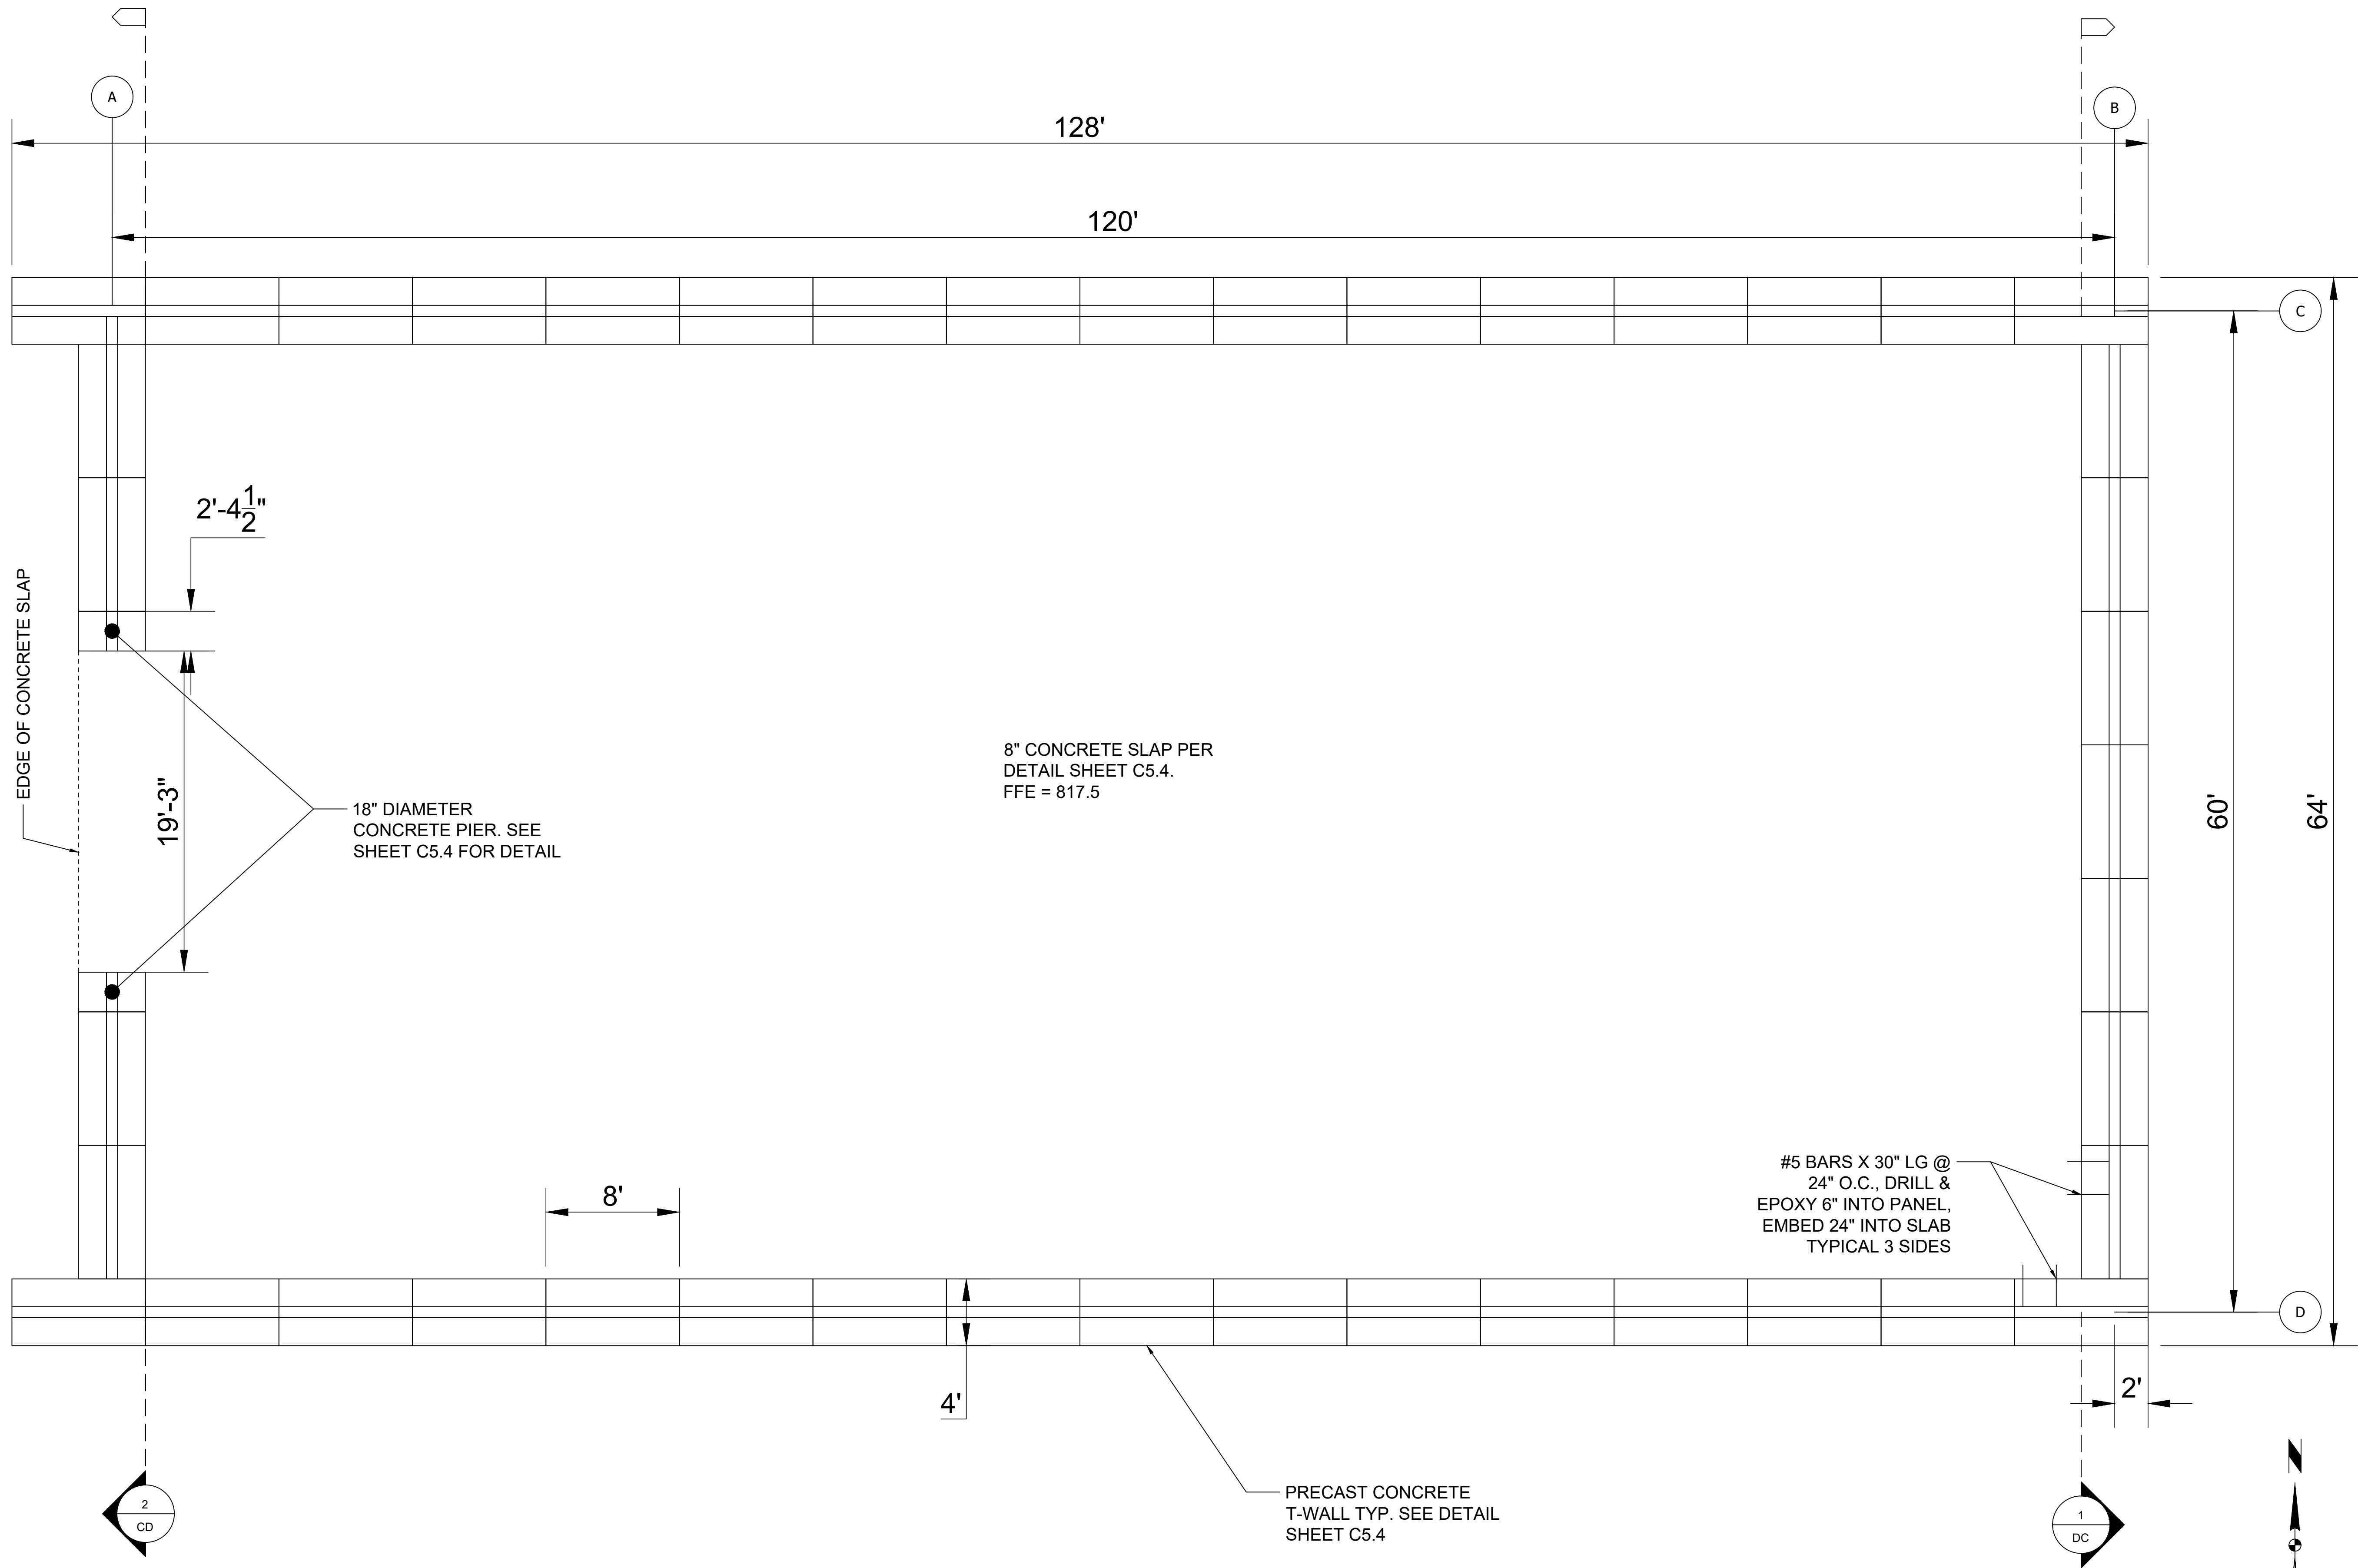 A
B
128'
120'
C
2'-4 1/2"
EDGE OF CONCRETE SLAP
8" CONCRETE SLAP PER
DETAIL SHEET C5.4.
FFE = 817.5
19'-3"
18" DIAMETER
CONCRETE PIER. SEE
SHEET C5.4 FOR DETAIL
60'
64'
#5 BARS X 30" LG @
24" O.C., DRILL &
EPOXY 6" INTO PANEL,
EMBED 24" INTO SLAB
TYPICAL 3 SIDES
8'
D
4'
2'
N
PRECAST CONCRETE
T-WALL TYP. SEE DETAIL
SHEET C5.4
2
CD
1
DC